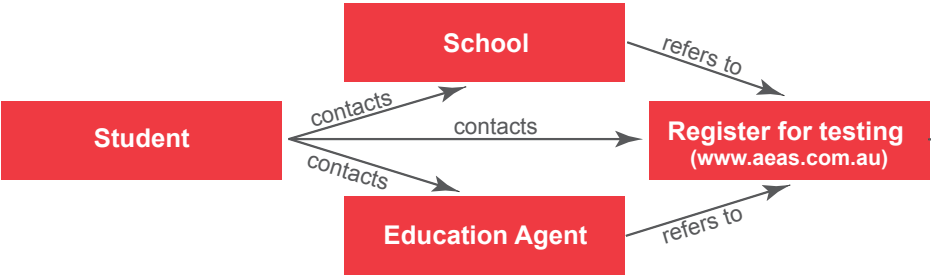 School
refers to
contacts
Student
contacts
Register for testing
(www.aeas.com.au)
contacts
Education Agent
refers to